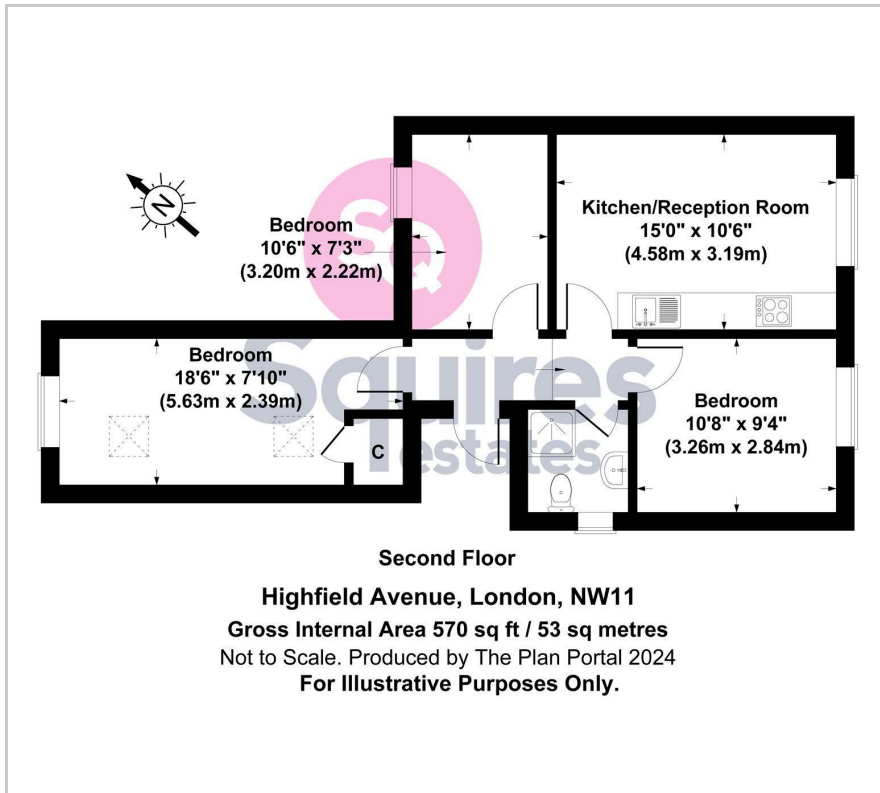 N
Bedroom
10'6" x 7'3"
(3.20m x 2.22m)
Kitchen/Reception Room
15'0" x 10'6"
(4.58m x 3.19m)
SQ
Bedroom
18'6" x 7'10"
(5.63m x 2.39m)
Bedroom
10'8" x 9'4"
(3.26m x 2.84m)
C
Squires
estates
Second Floor
Highfield Avenue, London, NW11
Gross Internal Area 570 sq ft / 53 sq metres
Not to Scale. Produced by The Plan Portal 2024
For Illustrative Purposes Only.